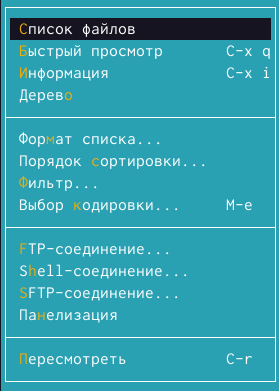 Список файлов
Быстрый просмотр C-x q
Информация C-x i
Дерево
Формат списка...
Порядок сортировки...
Фильтр...
Выбор кодировки... M-e
FTP-соединение...
Shell-соединение...
SFTP-соединение...
Панелизация
Пересмотреть C-r